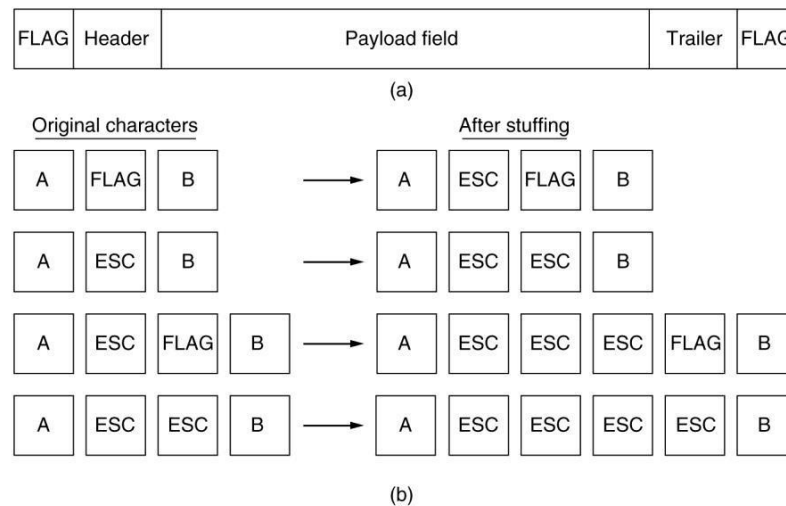 FLAG Header Payload field Trailer FLAG
(a)
Original characters After stuffing
A FLAG B A ESC FLAG B
A ESC B A ESC ESC B
A ESC FLAG B A ESC ESC ESC FLAG B
A ESC ESC B A ESC ESC ESC ESC B
(b)